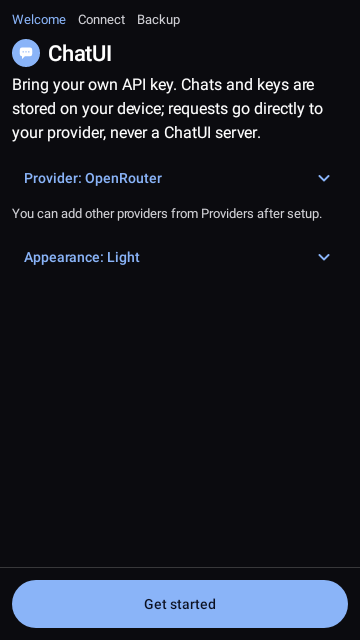 Welcome Connect Backup
ChatUI
Bring your own API key. Chats and keys are
stored on your device; requests go directly to
your provider, never a ChatUI server.
Provider: OpenRouter
You can add other providers from Providers after setup.
Appearance: Light
Get started